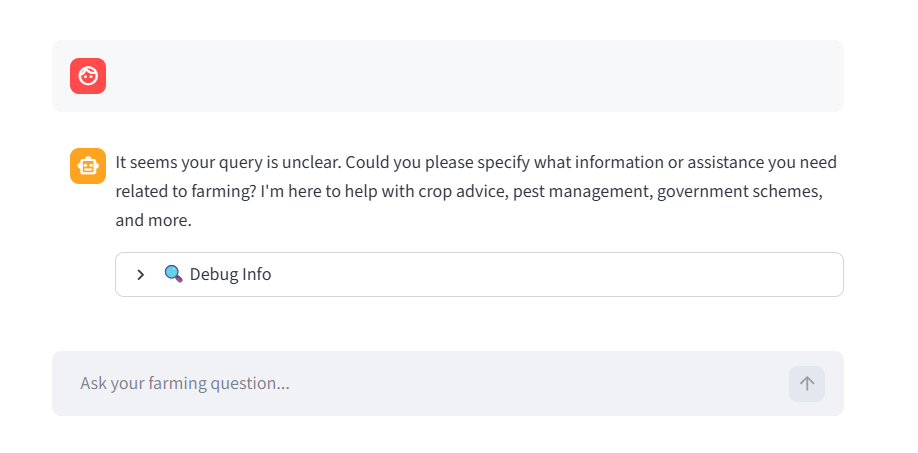 It seems your query is unclear. Could you please specify what information or assistance you need
related to farming? I'm here to help with crop advice, pest management, government schemes,
and more.
Debug Info
Ask your farming question...